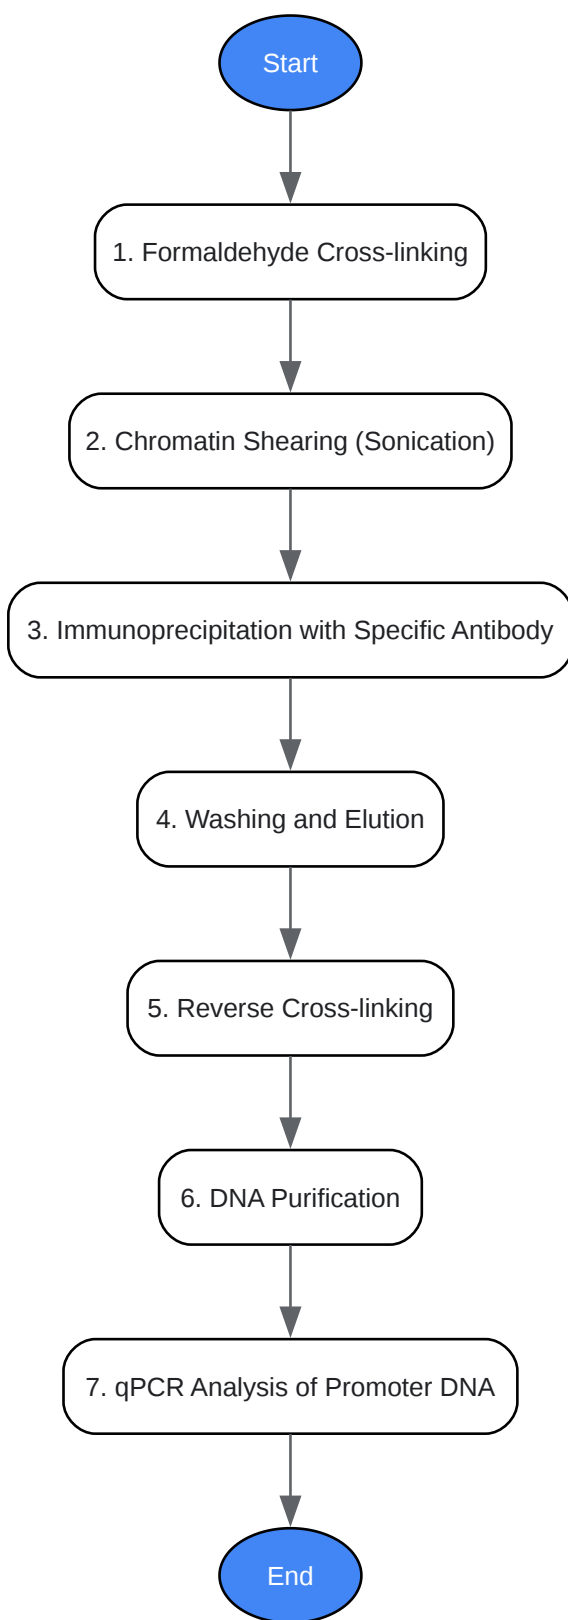 Start
1. Formaldehyde Cross-linking
2. Chromatin Shearing (Sonication)
3. Immunoprecipitation with Specific Antibody
4. Washing and Elution
5. Reverse Cross-linking
6. DNA Purification
7. qPCR Analysis of Promoter DNA
End